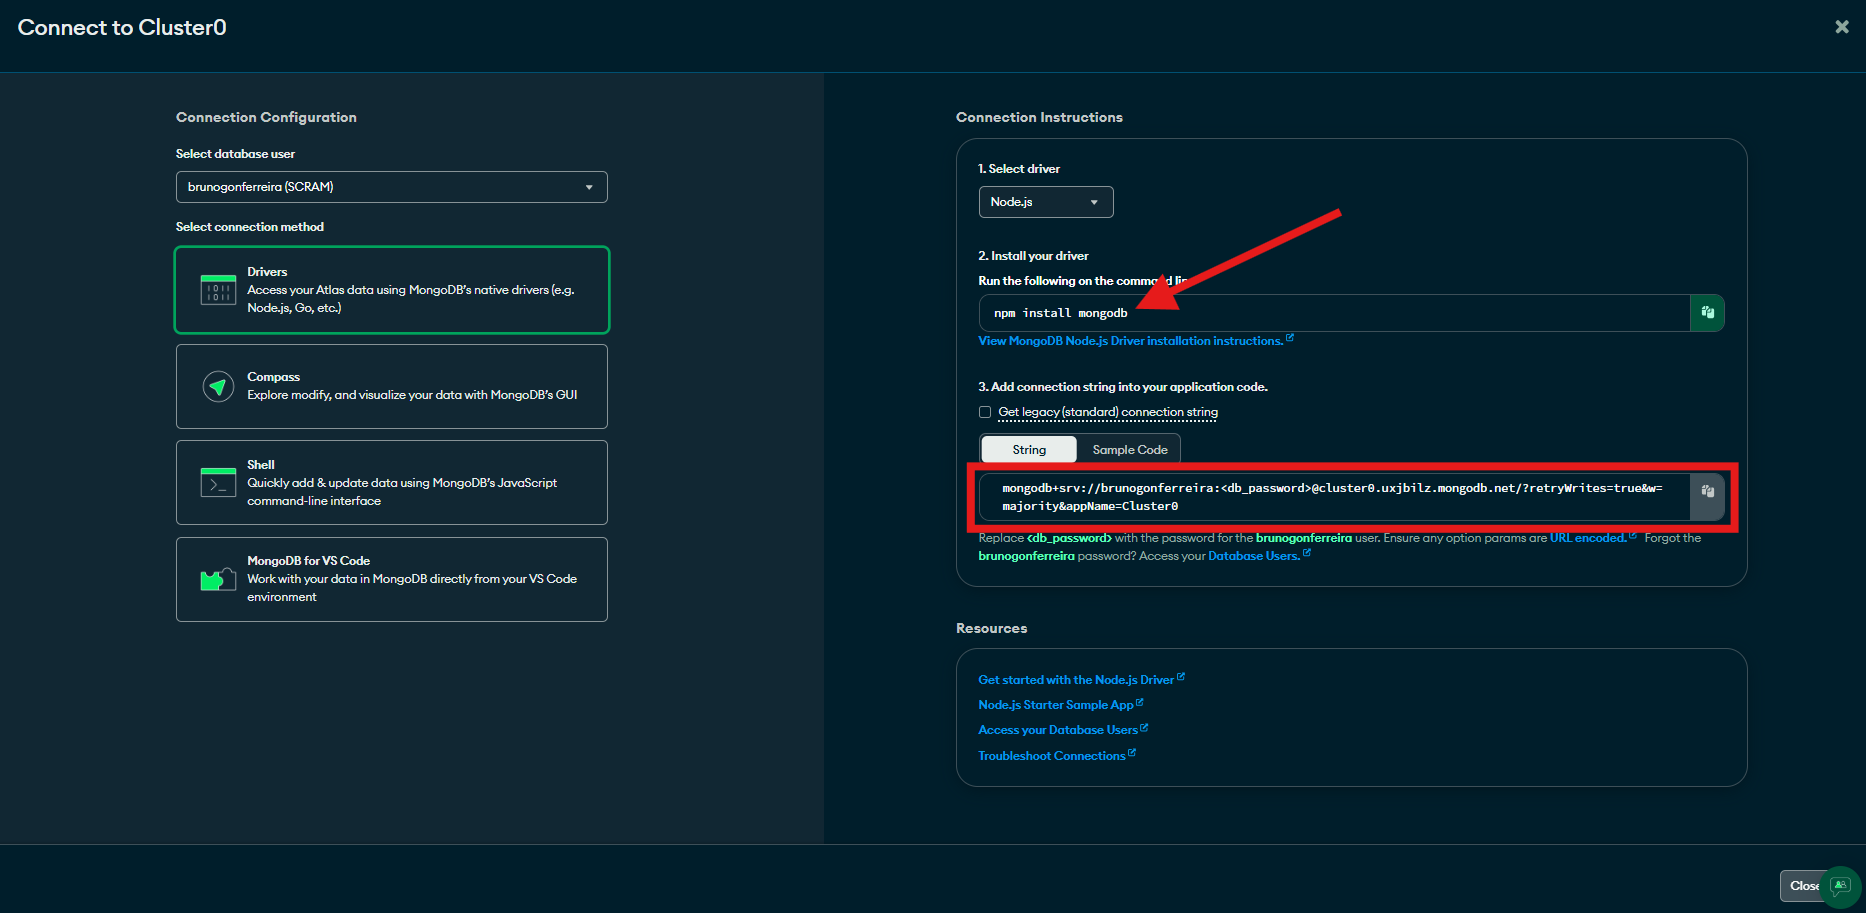 Connect to Cluster0
Connection Configuration
Select database user
brunogonferreira (SCRAM)
Select connection method
Drivers
Access your Atlas data using MongoDB's native drivers (e.g.
Node.js, Go, etc.)
Compass
Explore modify, and visualize your data with MongoDB's GUI
Shell
Quickly add & update data using MongoDB's JavaScript
command-line interface
MongoDB for VS Code
Work with your data in MongoDB directly from your VS Code
environment
Connection Instructions
1. Select driver
Node.js
2. Install your driver
Run the following on the command
npm install mongodb
View MongoDB Node.js Driver installation instructions.
3. Add connection string into your application code.
Get legacy (standard) connection string
String
Sample Code
mongodb+srv://brunogonferreira:<db_password>@cluster0.uxjbilz.mongodb.net/?retryWrites=true&w=
majority&appName=Cluster0
Replace <db_password> with the password for the brunogonferreira user. Ensure any option params are URL encoded. Forgot the
brunogonferreira password? Access your Database Users.
Resources
Get started with the Node.js Driver
Node.js Starter Sample App
Access your Database Users
Troubleshoot Connections
Close